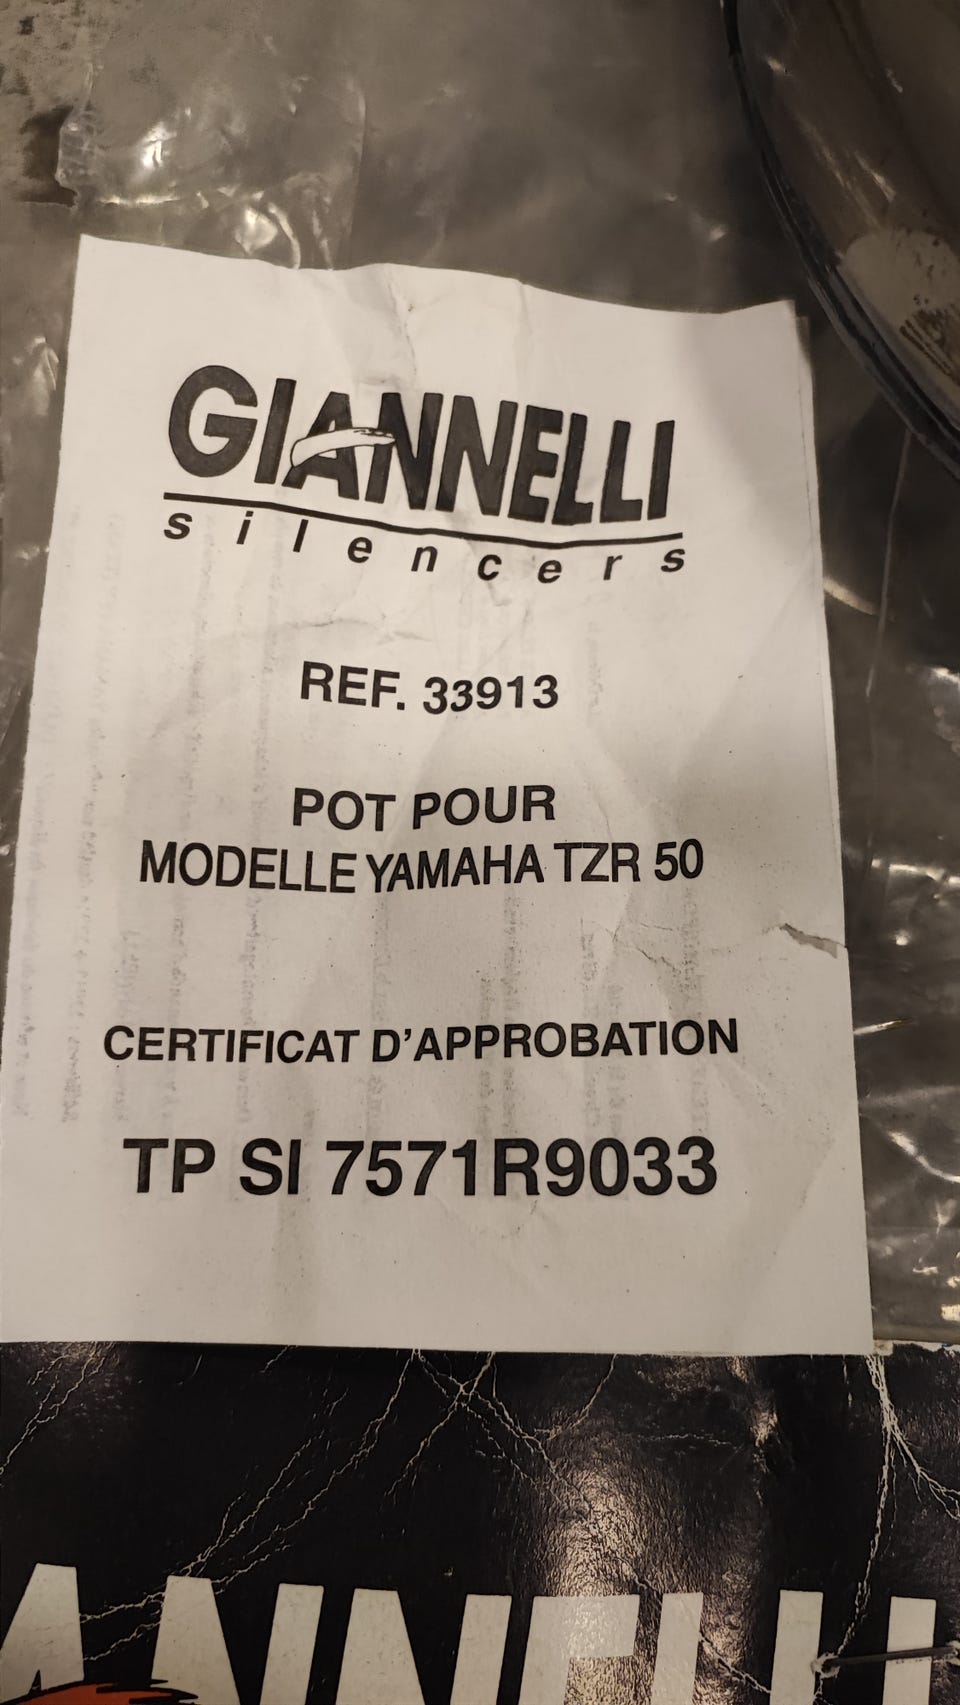 GIANNELLI
silencers
REF. 33913
POT POUR
MODELLE YAMAHA TZR 50
CERTIFICAT D'APPROBATION
TP SI 7571R9033